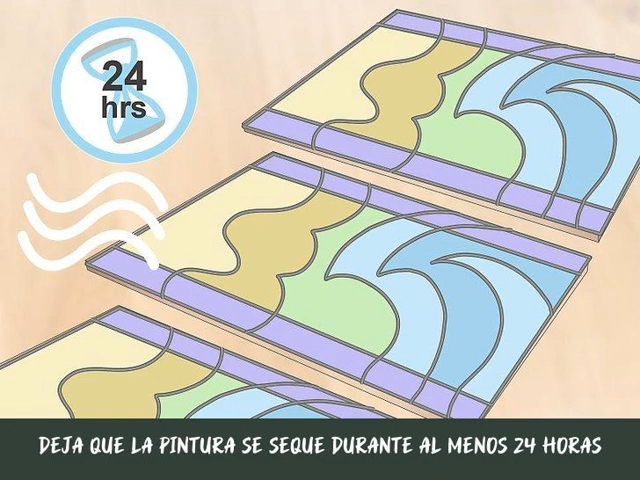 24
hrs
DEJA QUE LA PINTURA SE SEQUE DURANTE AL MENOS 24 HORAS